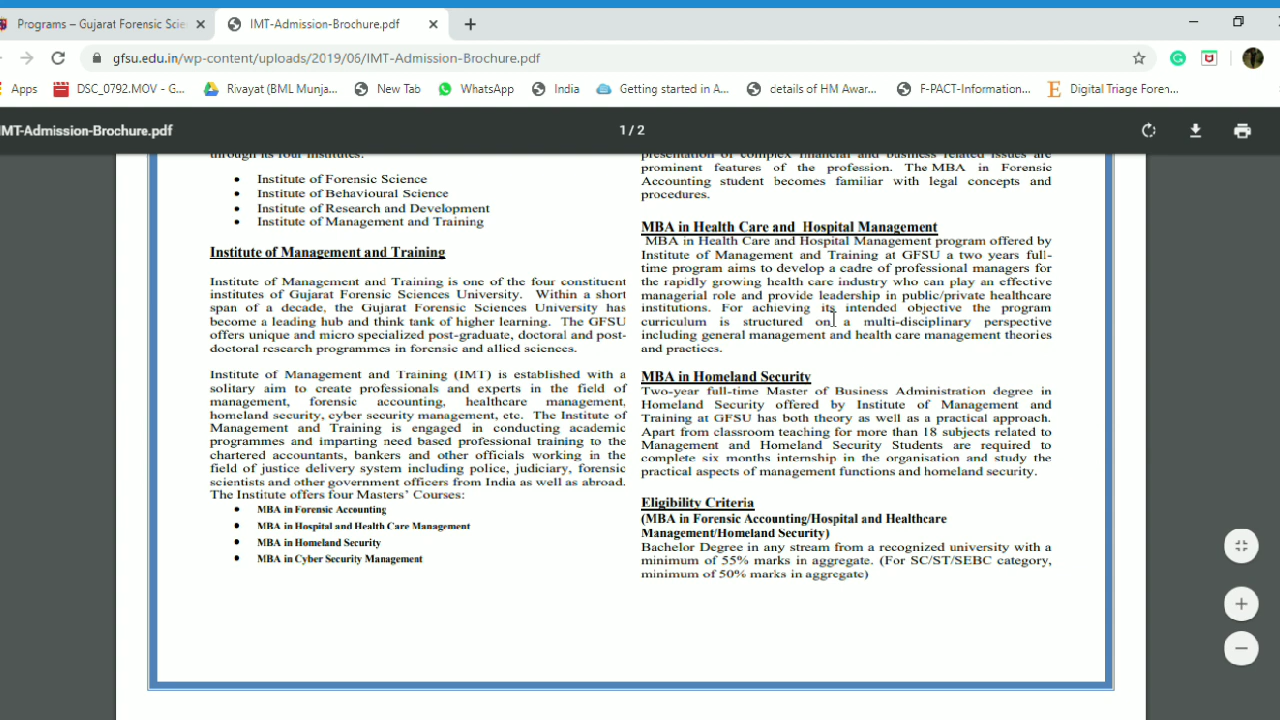 Programs – Gujarat Forensic Scie
IMT-Admission-Brochure.pdf
gfsu.edu.in/wp-content/uploads/2019/06/IMT-Admission-Brochure.pdf
Apps
DSC_0792.MOV - G...
Rivayat (BML Munja...
New Tab
WhatsApp
India
Getting started in A...
cetails of HM Awar...
F-PACT-Information...
Digital Triage Foren...
IMT-Admission-Brochure.pdf
1 / 2
through its four institutes.
• Institute of Forensic Science
• Institute of Behavioural Science
• Institute of Research and Development
• Institute of Management and Training
Institute of Management and Training
Institute of Management and Training is one of the four constituent
institutes of Gujarat Forensic Sciences University. Within a short
span of a decade, the Gujarat Forensic Sciences University has
become a leading hub and think tank of higher learning. The GFSU
offers unique and micro specialized post-graduate, doctoral and post-
doctoral research programmes in forensic and allied sciences.
Institute of Management and Training (IMT) is established with a
solitary aim to create professionals and experts in the field of
management, forensic accounting, healthcare management,
homeland security, cyber security management, etc. The Institute of
Management and Training is engaged in conducting academic
programmes and imparting need based professional training to the
chartered accountants, bankers and other officials working in the
field of justice delivery system including police, judiciary, forensic
scientists and other government officers from India as well as abroad.
The Institute offers four Masters' Courses:
• MBA in Forensic Accounting
• MBA in Hospital and Health Care Management
• MBA in Homeland Security
• MBA in Cyber Security Management
presentation of complex financial and business related issues are
prominent features of the profession. The MBA in Forensic
Accounting student becomes familiar with legal concepts and
procedures.
MBA in Health Care and Hospital Management
MBA in Health Care and Hospital Management program offered by
Institute of Management and Training at GFSU a two years full-
time program aims to develop a cadre of professional managers for
the rapidly growing health care industry who can play an effective
managerial role and provide leadership in public/private healthcare
institutions. For achieving its intended objective the program
curriculum is structured on a multi-disciplinary perspective
including general management and health care management theories
and practices.
MBA in Homeland Security
Two-year full-time Master of Business Administration degree in
Homeland Security offered by Institute of Management and
Training at GFSU has both theory as well as a practical approach.
Apart from classroom teaching for more than 18 subjects related to
Management and Homeland Security Students are required to
complete six months internship in the organisation and study the
practical aspects of management functions and homeland security.
Eligibility Criteria
(MBA in Forensic Accounting/Hospital and Healthcare
Management/Homeland Security)
Bachelor Degree in any stream from a recognized university with a
minimum of 55% marks in aggregate. (For SC/ST/SEBC category,
minimum of 50% marks in aggregate)